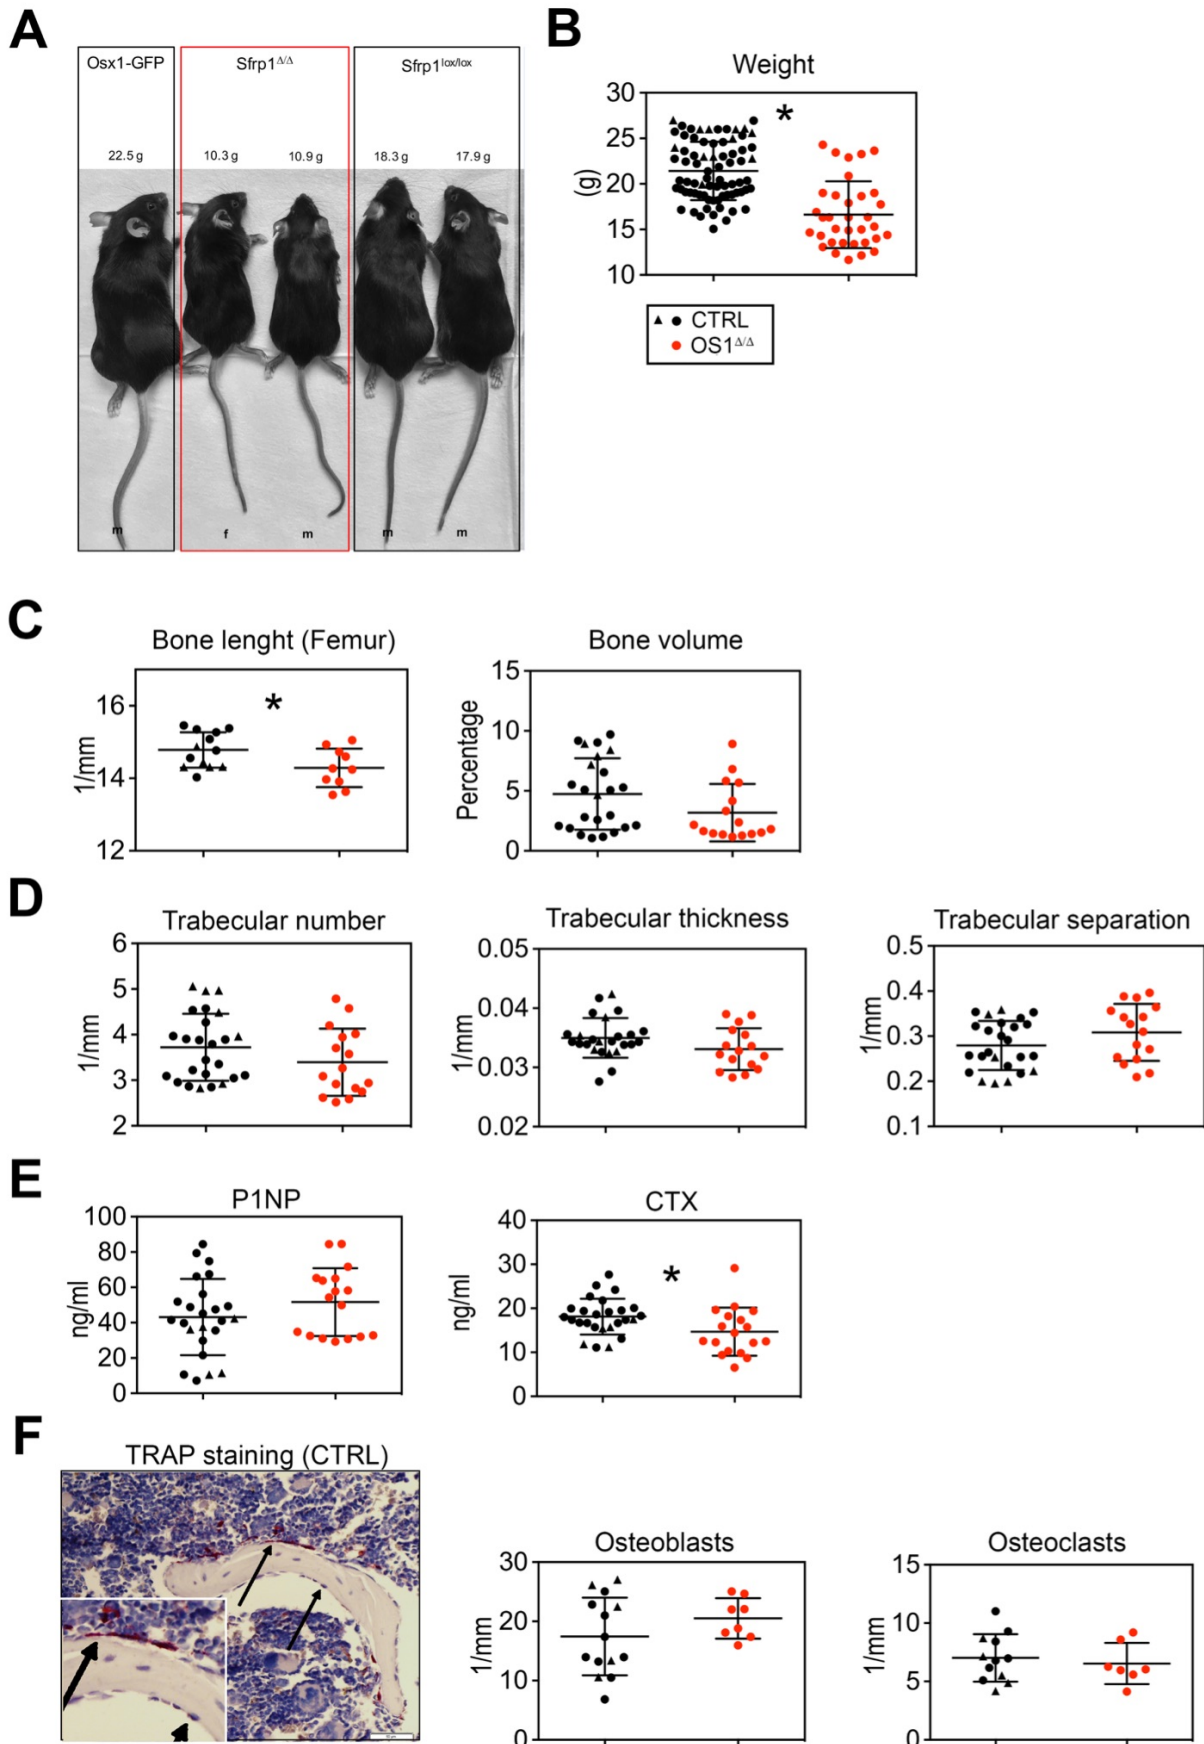 A
B
Osx1-GFP
Sfrp1Δ/Δ
Sfrp1lox/lox
22.5 g
10.3 g
10.9 g
18.3 g
17.9 g
m
f
m
m
m
Weight
30
25
20
15
10
(g)
*
CTRL
OS1Δ/Δ
C
Bone lenght (Femur)
16
14
12
1/mm
*
Bone volume
15
10
5
0
Percentage
D
Trabecular number
6
5
4
3
2
1/mm
Trabecular thickness
0.05
0.04
0.03
0.02
1/mm
Trabecular separation
0.5
0.4
0.3
0.2
0.1
1/mm
E
P1NP
100
80
60
40
20
0
ng/ml
CTX
40
30
20
10
0
ng/ml
*
F
TRAP staining (CTRL)
Osteoblasts
30
20
10
0
1/mm
Osteoclasts
15
10
5
0
1/mm